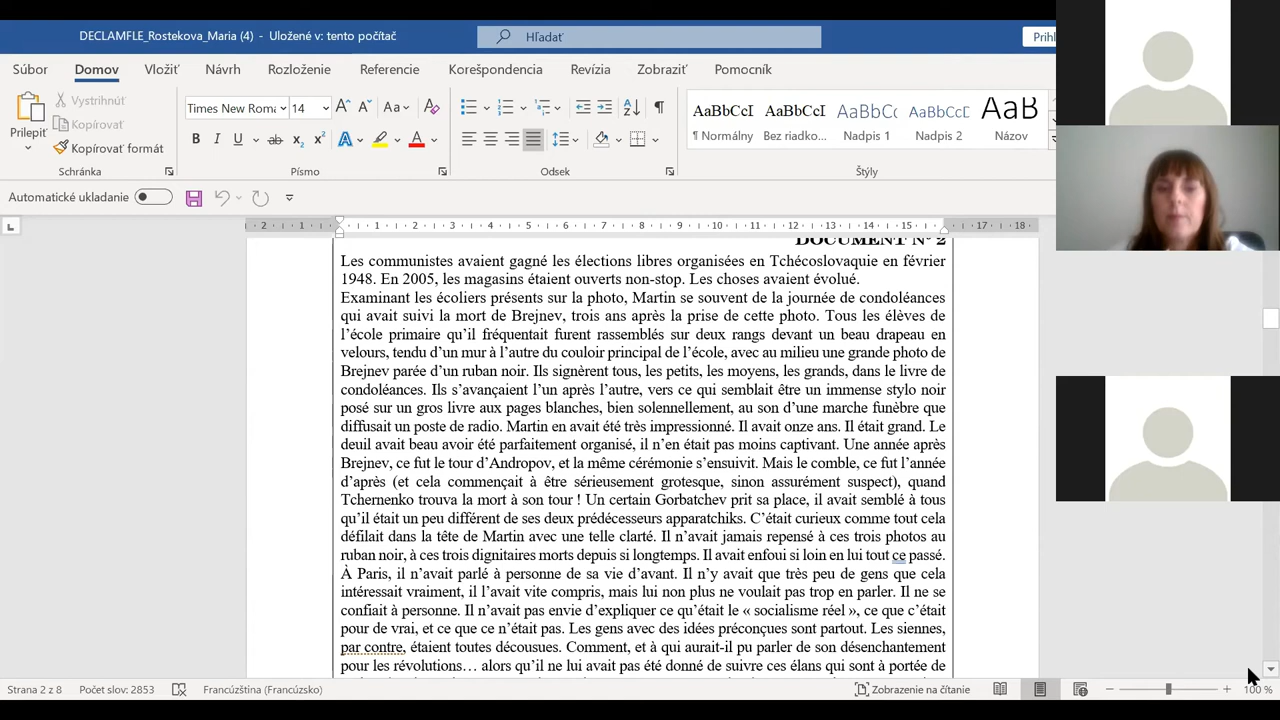 DECLAMFLE_Rostekova_Maria (4) - Uložené v: tento počítač
Hľadať
Prihl
Súbor Domov Vložiť Návrh Rozloženie Referencie Korešpondencia Revízia Zobraziť Pomocník
Prilepiť
Vystrihnúť
Kopírovať
Kopírovať formát
Times New Roma 14
AaBbCcI AaBbCcI AaBbCc AaBbCcD AaB
¶ Normálny Bez riadko... Nadpis 1 Nadpis 2 Názov
Schránka Písmo Odsek Štýly
Automatické ukladanie
2 1 1 2 3 4 5 6 7 8 9 10 11 12 13 14 15 17 18
DOCUMENT N° 2
Les communistes avaient gagné les élections libres organisées en Tchécoslovaquie en février
1948. En 2005, les magasins étaient ouverts non-stop. Les choses avaient évolué.
Examinant les écoliers présents sur la photo, Martin se souvent de la journée de condoléances
qui avait suivi la mort de Brejnev, trois ans après la prise de cette photo. Tous les élèves de
l’école primaire qu’il fréquentait furent rassemblés sur deux rangs devant un beau drapeau en
velours, tendu d’un mur à l’autre du couloir principal de l’école, avec au milieu une grande photo de
Brejnev parée d’un ruban noir. Ils signèrent tous, les petits, les moyens, les grands, dans le livre de
condoléances. Ils s’avançaient l’un après l’autre, vers ce qui semblait être un immense stylo noir
posé sur un gros livre aux pages blanches, bien solennellement, au son d’une marche funèbre que
diffusait un poste de radio. Martin en avait été très impressionné. Il avait onze ans. Il était grand. Le
deuil avait beau avoir été parfaitement organisé, il n’en était pas moins captivant. Une année après
Brejnev, ce fut le tour d’Andropov, et la même cérémonie s’ensuivit. Mais le comble, ce fut l’année
d’après (et cela commençait à être sérieusement grotesque, sinon assurément suspect), quand
Tchernenko trouva la mort à son tour ! Un certain Gorbatchev prit sa place, il avait semblé à tous
qu’il était un peu différent de ses deux prédécesseurs apparatchiks. C’était curieux comme tout cela
défilait dans la tête de Martin avec une telle clarté. Il n’avait jamais repensé à ces trois photos au
ruban noir, à ces trois dignitaires morts depuis si longtemps. Il avait enfoui si loin en lui tout ce passé.
À Paris, il n’avait parlé à personne de sa vie d’avant. Il n’y avait que très peu de gens que cela
intéressait vraiment, il l’avait vite compris, mais lui non plus ne voulait pas trop en parler. Il ne se
confiait à personne. Il n’avait pas envie d’expliquer ce qu’était le « socialisme réel », ce que c’était
pour de vrai, et ce que ce n’était pas. Les gens avec des idées préconçues sont partout. Les siennes,
par contre, étaient toutes décousues. Comment, et à qui aurait-il pu parler de son désenchantement
pour les révolutions… alors qu’il ne lui avait pas été donné de suivre ces élans qui sont à portée de
Strana 2 z 8 Počet slov: 2853 Francúzština (Francúzsko) Zobrazenie na čítanie 100 %